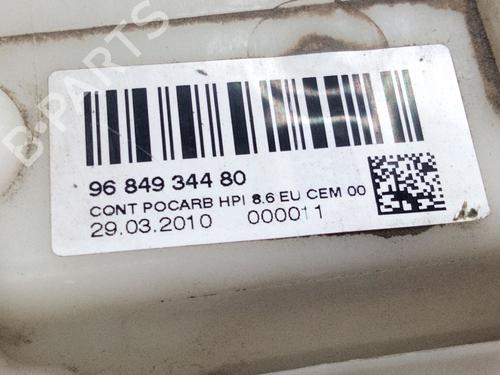 96 849 344 80
CONT POCARB HPI 8.6 EU CEM 00
29.03.2010 000011
B-PARTS